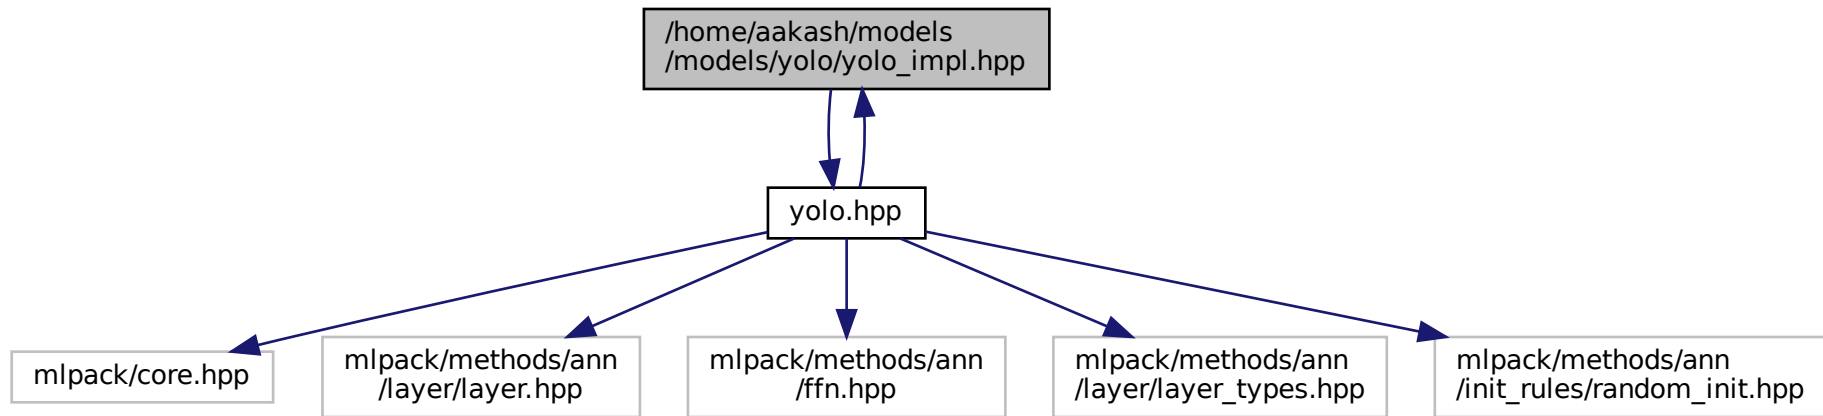 /home/aakash/models
/models/yolo/yolo_impl.hpp
yolo.hpp
mlpack/core.hpp
mlpack/methods/ann
/layer/layer.hpp
mlpack/methods/ann
/ffn.hpp
mlpack/methods/ann
/layer/layer_types.hpp
mlpack/methods/ann
/init_rules/random_init.hpp